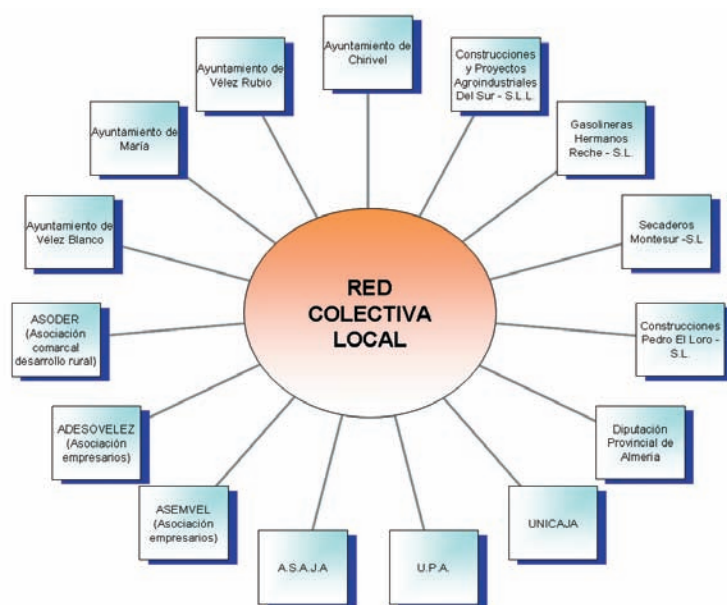 RED
COLECTIVA
LOCAL
Ayuntamiento de
Chirivel
Construcciones
y Proyectos
Agroindustriales
Del Sur - S.L.L.
Gasolineras
Hermanos
Reche - S.L.
Secaderos
Montesur -S.L
Construcciones
Pedro El Loro -
S.L.
Diputación
Provincial de
Almería
UNICAJA
U.P.A.
A.S.A.J.A
ASEMVEL
(Asociación
empresarios)
ADESOVELEZ
(Asociación
empresarios)
ASODER
(Asociación
comarcal
desarrollo rural)
Ayuntamiento de
Vélez Blanco
Ayuntamiento de
María
Ayuntamiento de
Vélez Rubio